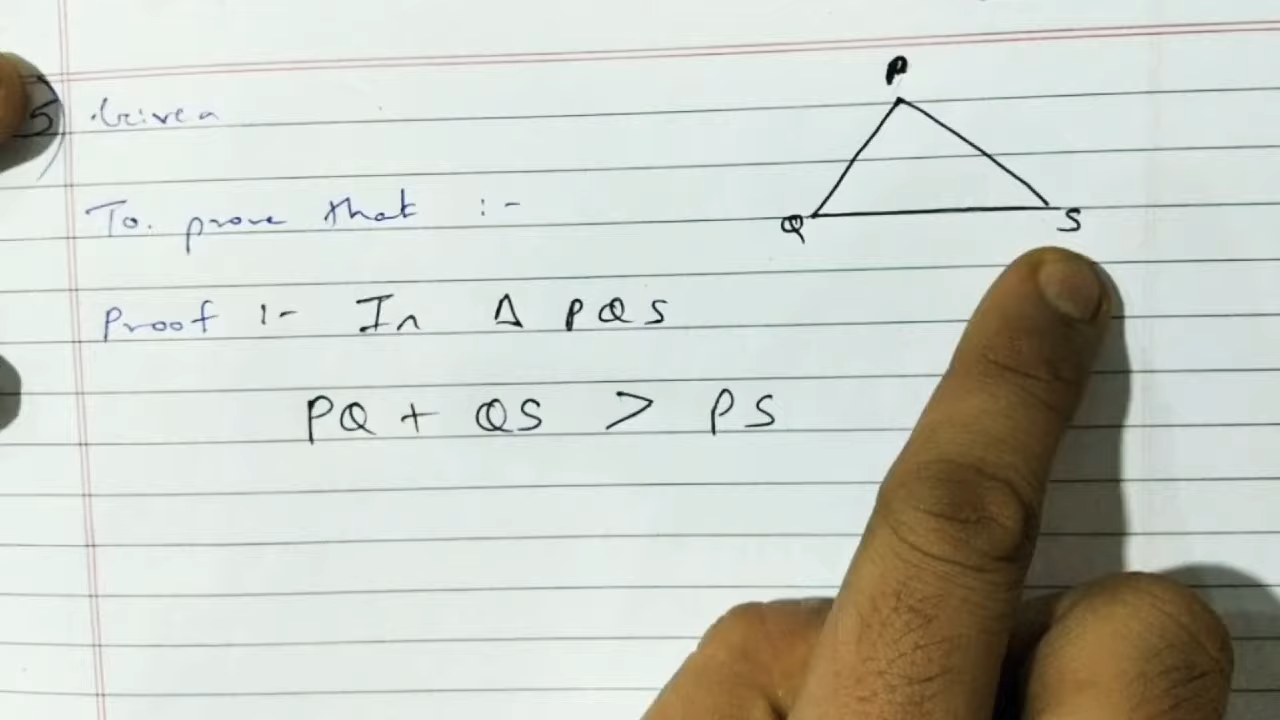 5) Given
P
To. prove that :-
Q S
Proof :- In Δ PQS
PQ + QS > PS